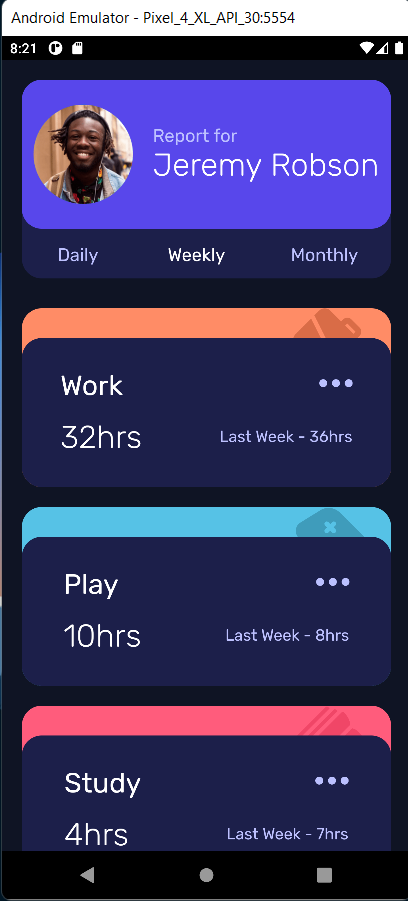 Android Emulator - Pixel_4_XL_API_30:5554
8:21
Report for
Jeremy Robson
Daily Weekly Monthly
Work
32hrs Last Week - 36hrs
Play
10hrs Last Week - 8hrs
Study
4hrs Last Week - 7hrs